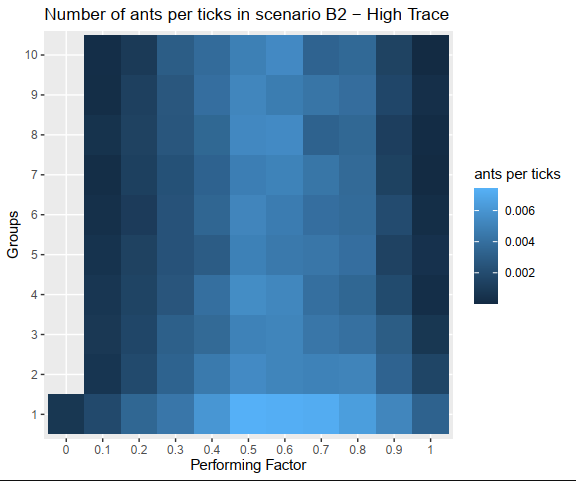 Number of ants per ticks in scenario B2 − High Trace
10
9
8
7
6
5
4
3
2
1
Groups
0 0.1 0.2 0.3 0.4 0.5 0.6 0.7 0.8 0.9 1
Performing Factor
ants per ticks
0.006
0.004
0.002